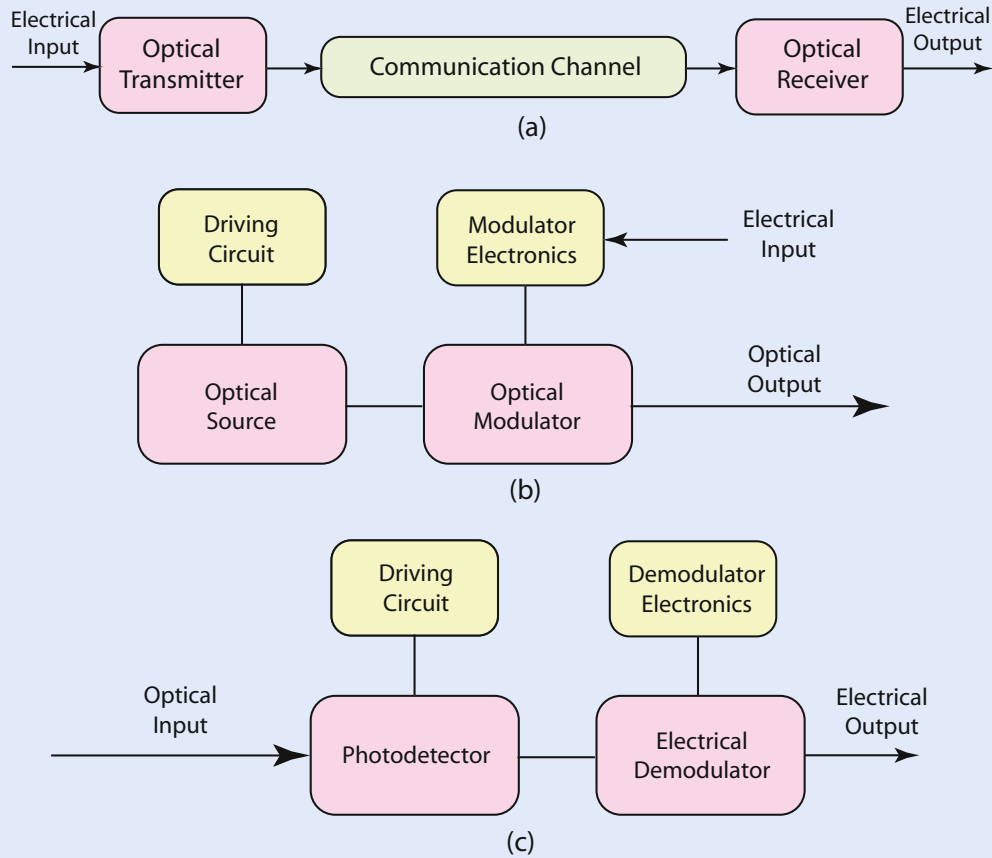 Electrical
Input
Optical
Transmitter
Communication Channel
Optical
Receiver
Electrical
Output
(a)
Driving
Circuit
Modulator
Electronics
Electrical
Input
Optical
Source
Optical
Modulator
Optical
Output
(b)
Driving
Circuit
Demodulator
Electronics
Optical
Input
Photodetector
Electrical
Demodulator
Electrical
Output
(c)